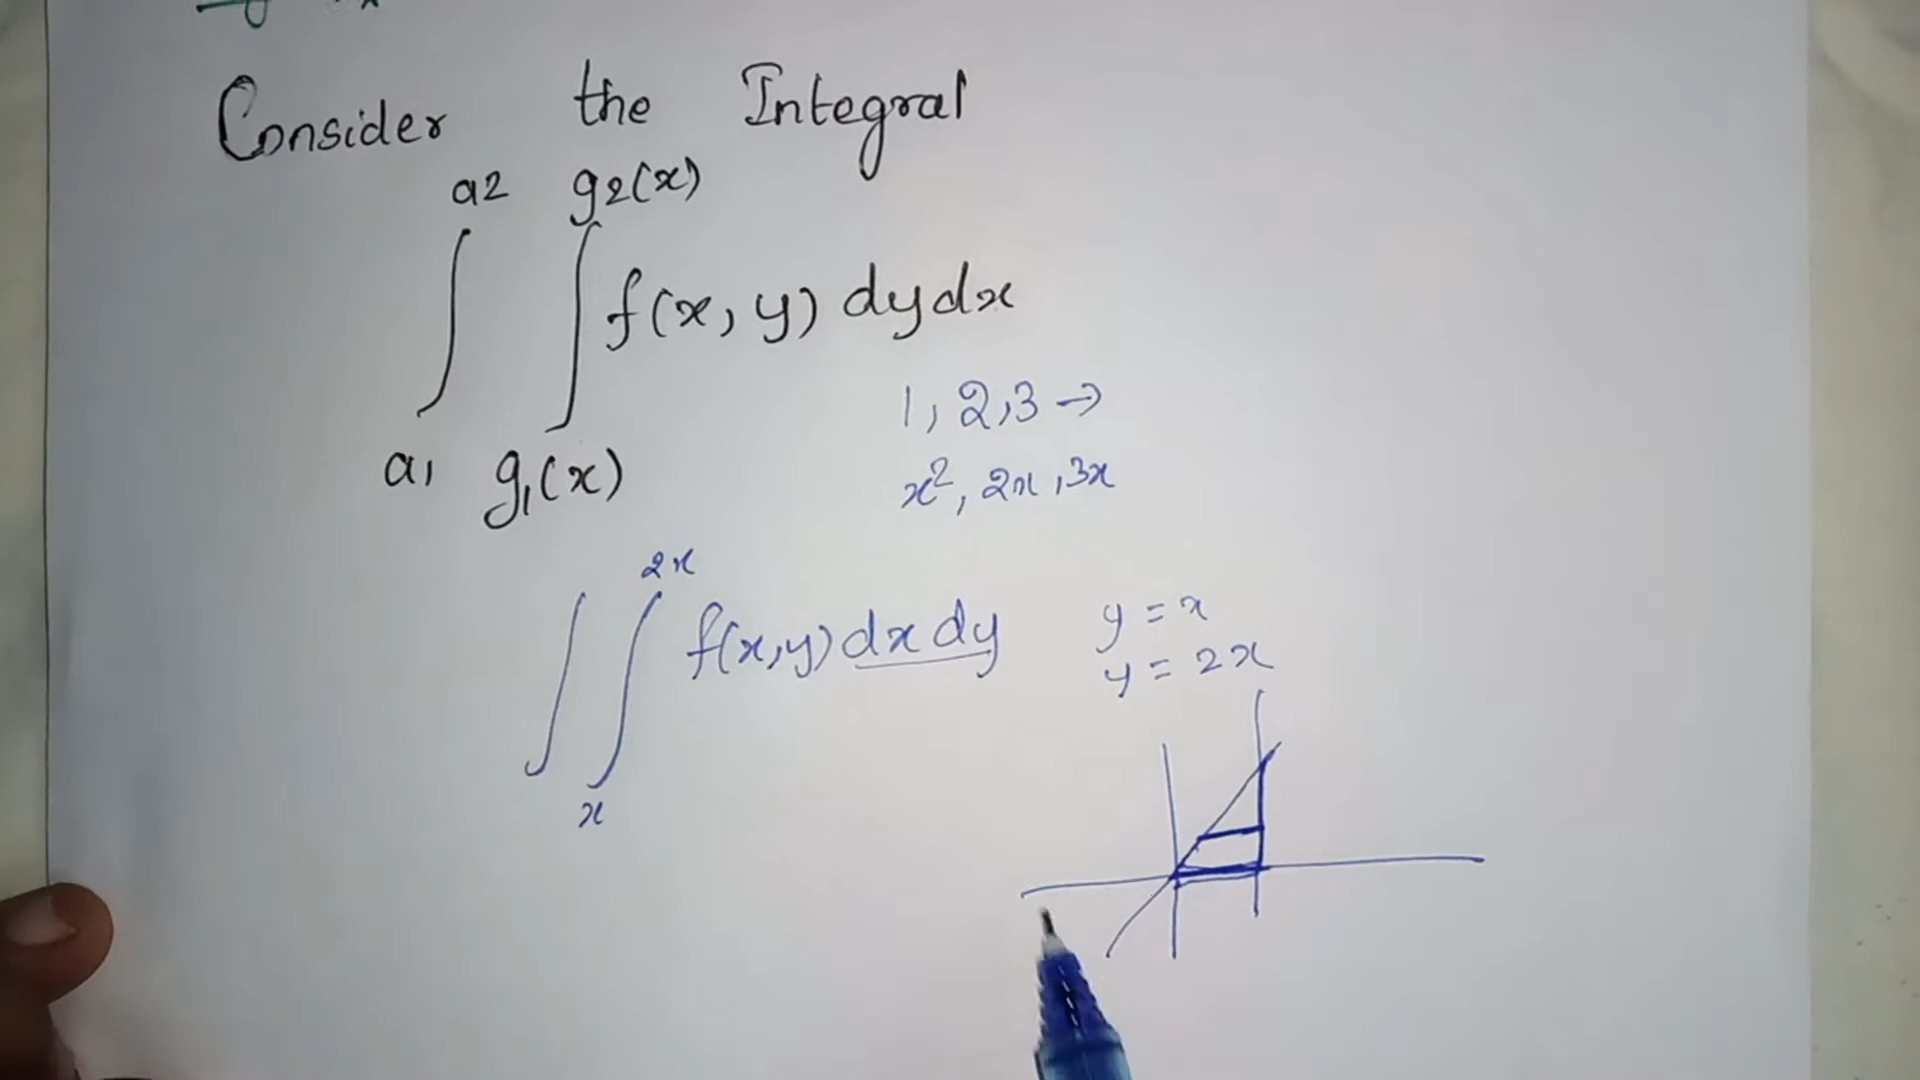 Consider the Integral
a2 g2(x)
∫ ∫ f(x, y) dy dx
a1 g1(x)
1, 2, 3 →
x², 2x, 3x
2x
∫ ∫ f(x,y) dx dy
x
y = x
y = 2x